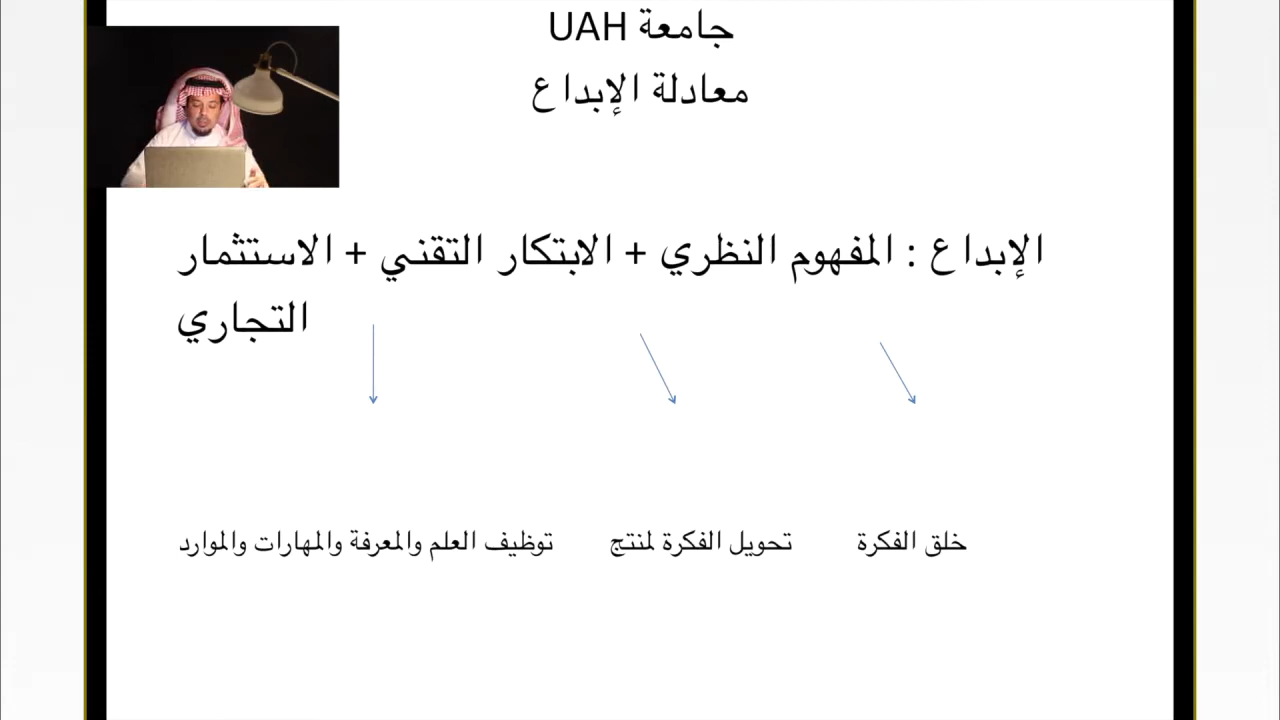 جامعة UAH
معادلة الإبداع
الإبداع : المفهوم النظري + الابتكار التقني + الاستثمار
التجاري
خلق الفكرة تحويل الفكرة لمنتج توظيف العلم والمعرفة والمهارات والموارد